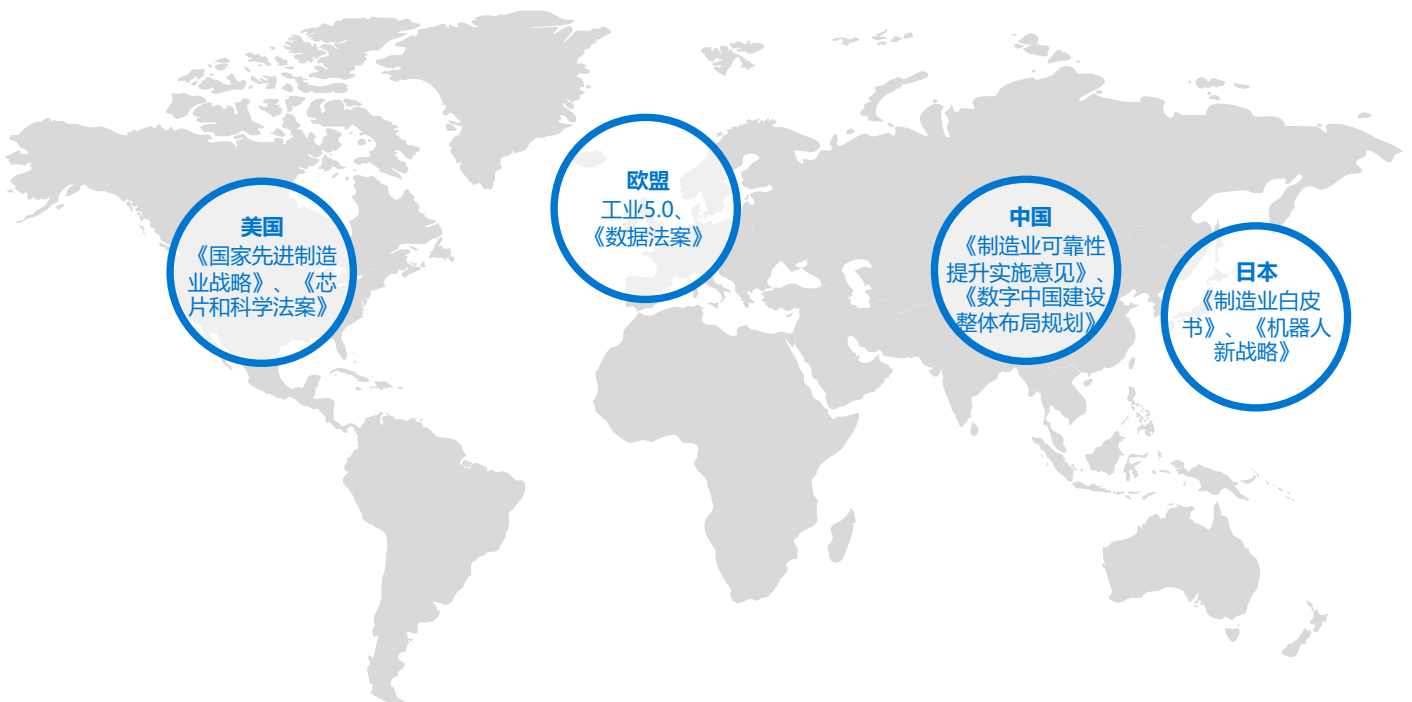 美国
《国家先进制造
业战略》、《芯
片和科学法案》
欧盟
工业5.0、
《数据法案》
中国
《制造业可靠性
提升实施意见》、
《数字中国建设
整体布局规划》
日本
《制造业白皮
书》、《机器人
新战略》